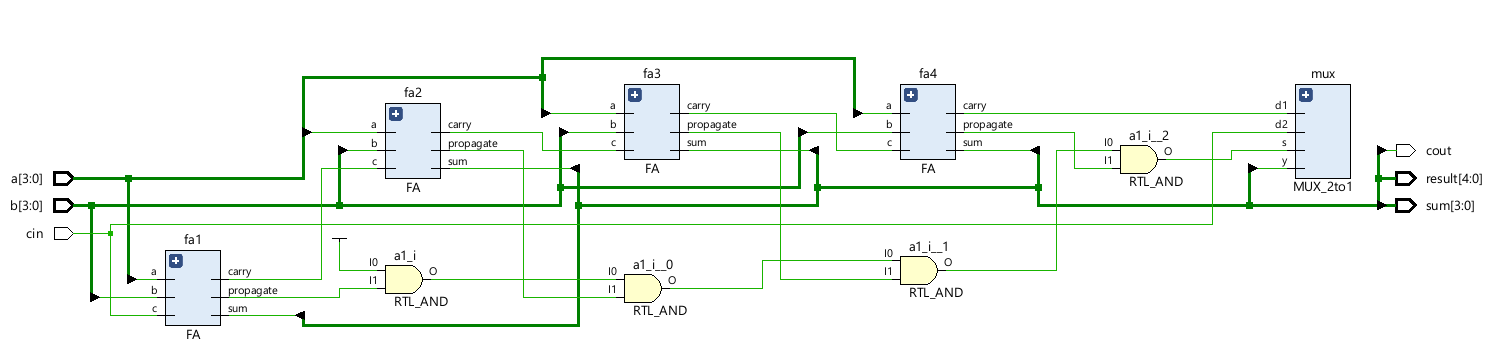 a[3:0]
b[3:0]
cin
fa1
a
b
c
carry
propagate
sum
FA
fa2
a
b
c
carry
propagate
sum
FA
a1_i
I0
I1
O
RTL_AND
fa3
a
b
c
carry
propagate
sum
FA
a1_i__0
I0
I1
O
RTL_AND
fa4
a
b
c
carry
propagate
sum
FA
a1_i__1
I0
I1
O
RTL_AND
a1_i__2
I0
I1
O
RTL_AND
mux
d1
d2
s
y
MUX_2to1
cout
result[4:0]
sum[3:0]